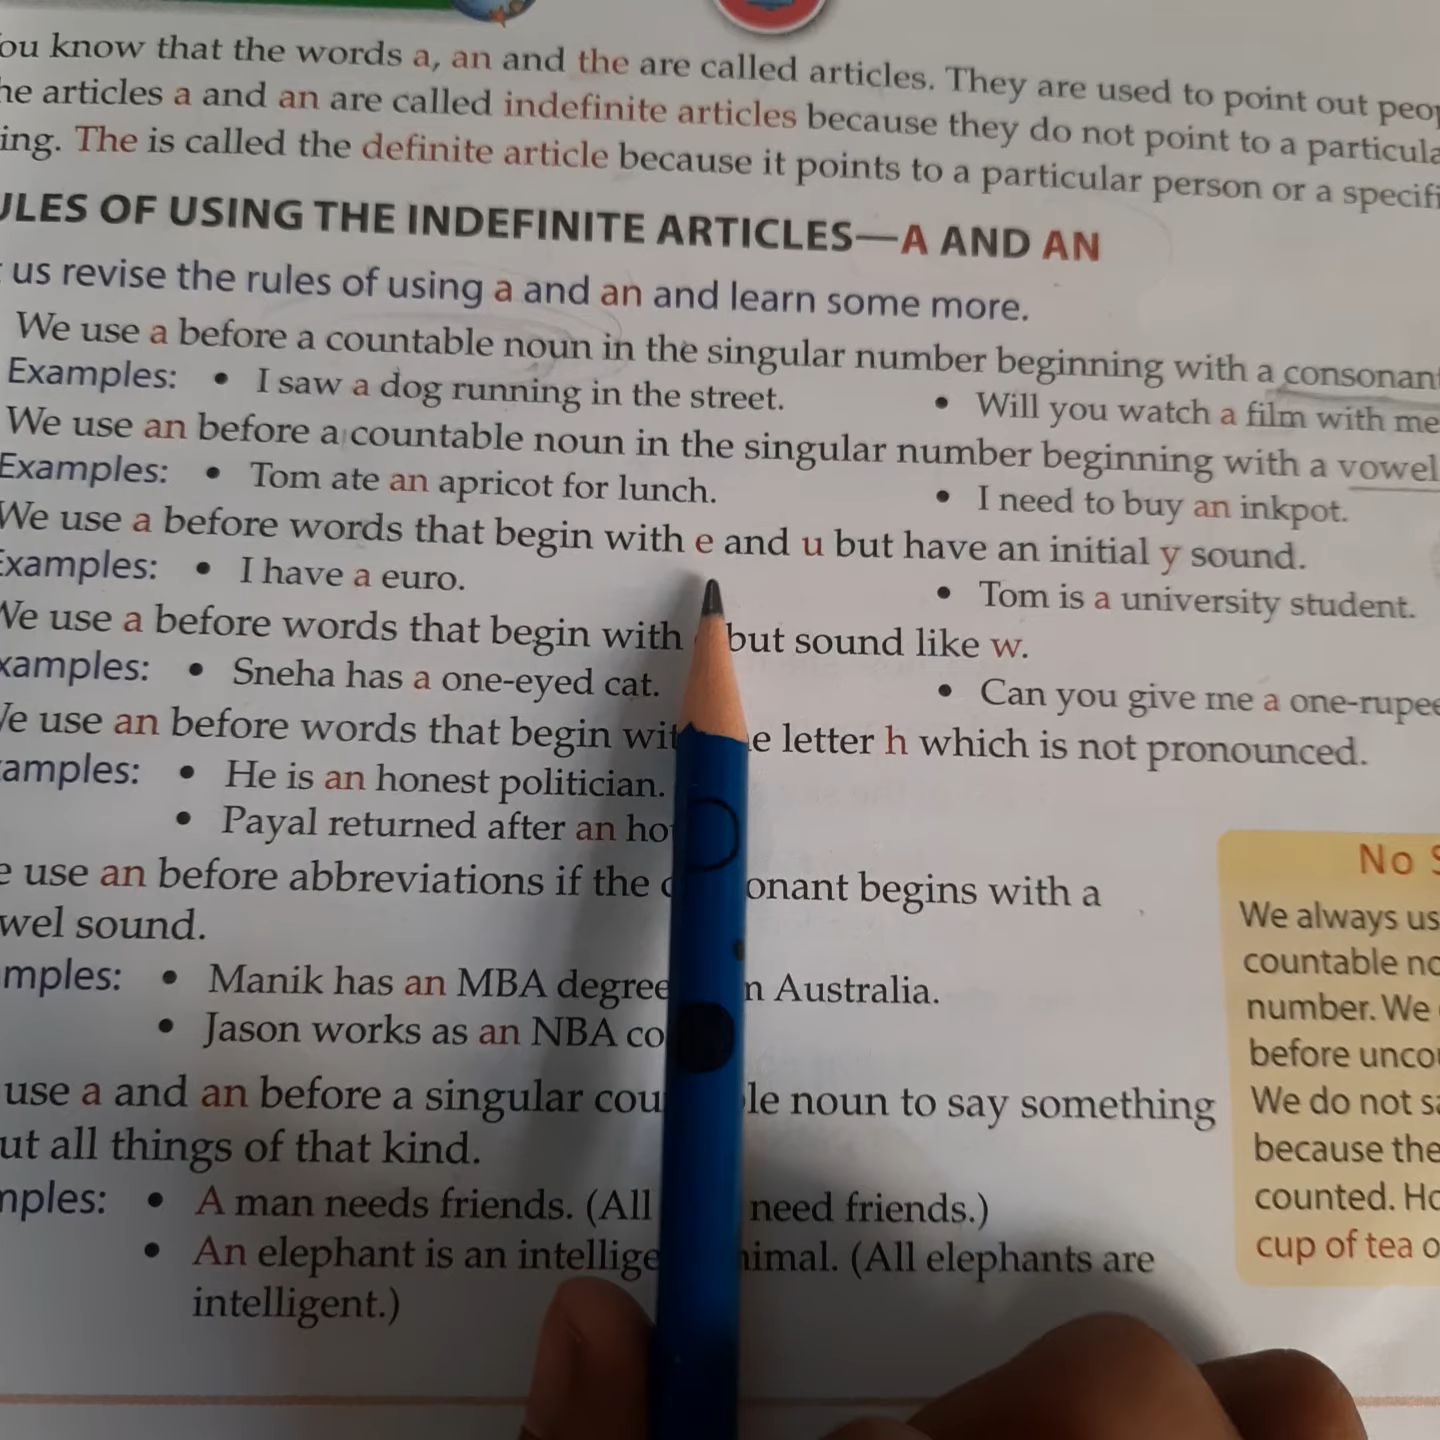 ou know that the words a, an and the are called articles. They are used to point out peop
he articles a and an are called indefinite articles because they do not point to a particula
ing. The is called the definite article because it points to a particular person or a specifi
ULES OF USING THE INDEFINITE ARTICLES—A AND AN
us revise the rules of using a and an and learn some more.
We use a before a countable noun in the singular number beginning with a consonant
Examples: • I saw a dog running in the street. • Will you watch a film with me
We use an before a countable noun in the singular number beginning with a vowel
Examples: • Tom ate an apricot for lunch. • I need to buy an inkpot.
We use a before words that begin with e and u but have an initial y sound.
Examples: • I have a euro. • Tom is a university student.
We use a before words that begin with but sound like w.
xamples: • Sneha has a one-eyed cat. • Can you give me a one-rupee
We use an before words that begin wit e letter h which is not pronounced.
amples: • He is an honest politician.
• Payal returned after an ho
e use an before abbreviations if the c onant begins with a
wel sound.
mples: • Manik has an MBA degree m Australia.
• Jason works as an NBA co
use a and an before a singular cou le noun to say something
ut all things of that kind.
mples: • A man needs friends. (All need friends.)
• An elephant is an intellige nimal. (All elephants are
intelligent.)
No S
We always us
countable no
number. We
before uncou
We do not sa
because the
counted. Ho
cup of tea o